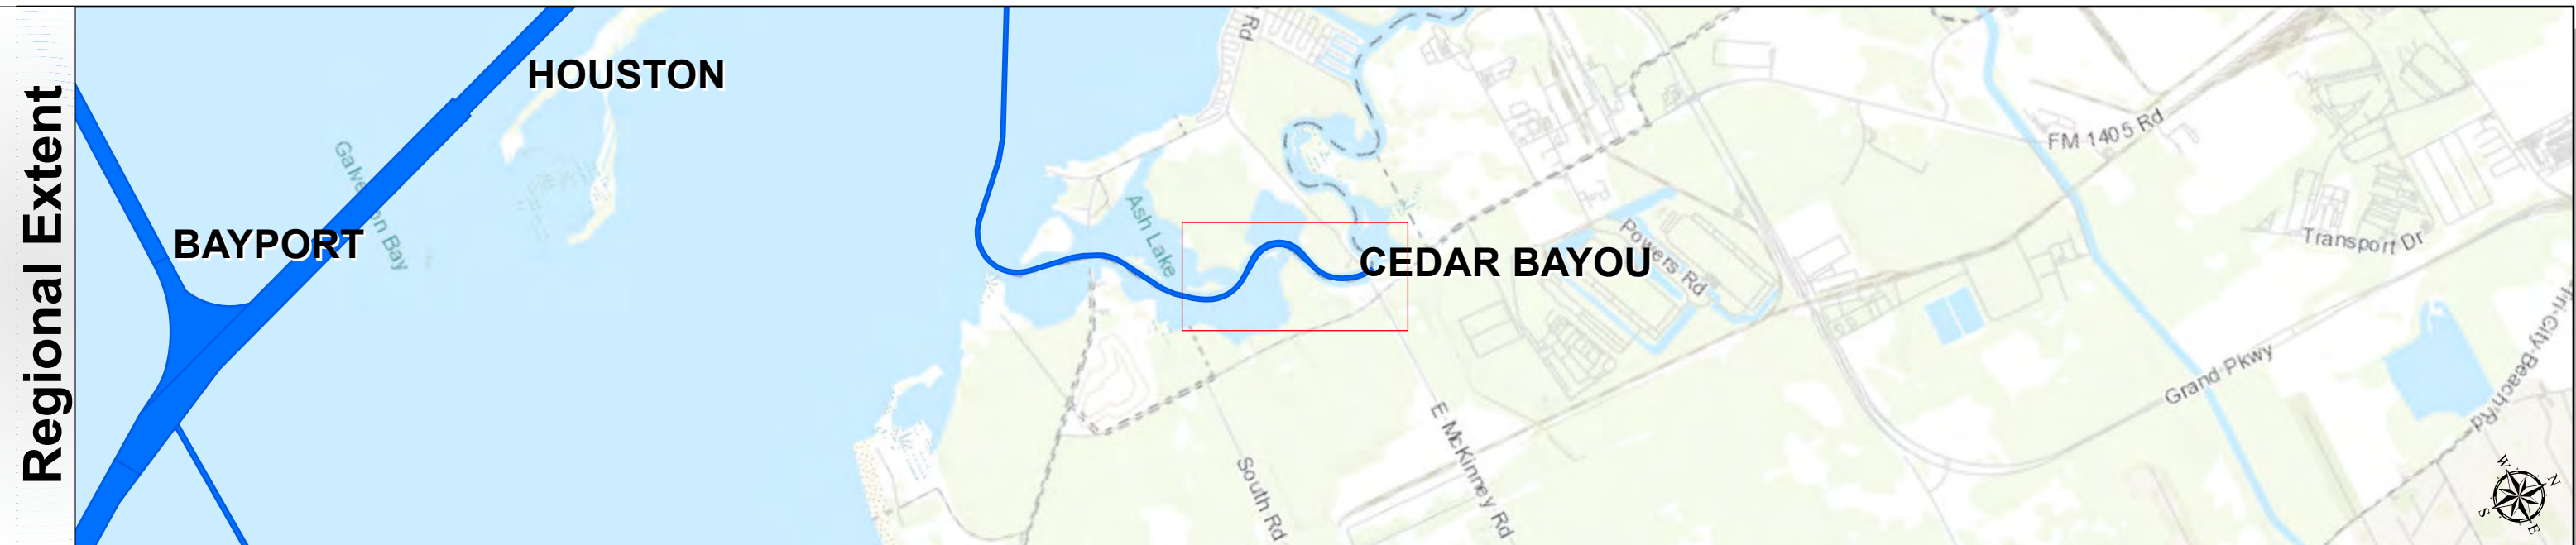 Regional Extent
HOUSTON
BAYPORT
Galveston Bay
Ash Lake
CEDAR BAYOU
Rd
Powers Rd
FM 1405 Rd
Transport Dr
Grand Pkwy
Tri-City Beach Rd
E McKinney Rd
South Rd
W
N
S
E